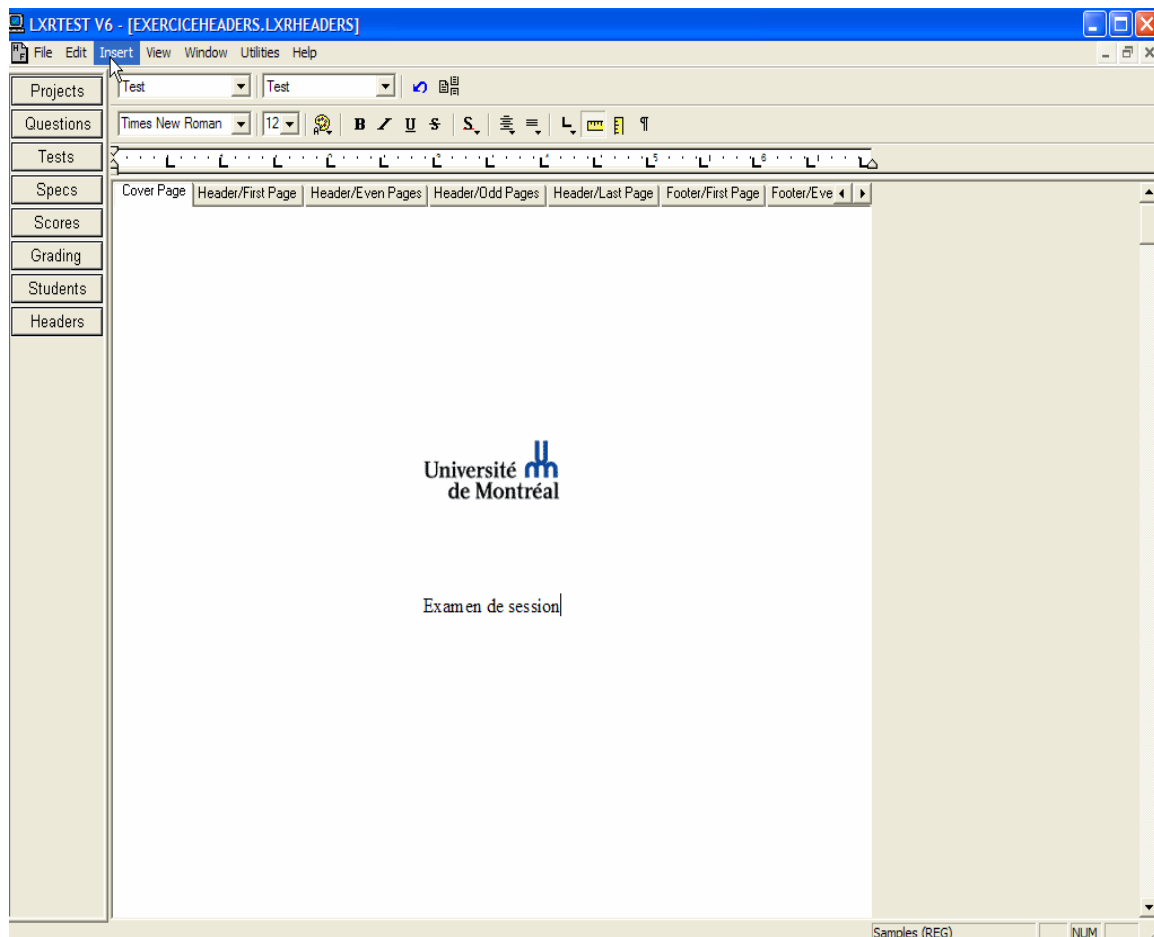 LXRTEST V6 - [EXERCICEHEADERS.LXRHEADERS]
File Edit Insert View Window Utilities Help
Projects
Questions
Tests
Specs
Scores
Grading
Students
Headers
Test Test
Times New Roman 12 B I U S S. L ¶
Cover Page Header/First Page Header/Even Pages Header/Odd Pages Header/Last Page Footer/First Page Footer/Eve
Université
de Montréal
Examen de session
Samples (REG) NUM